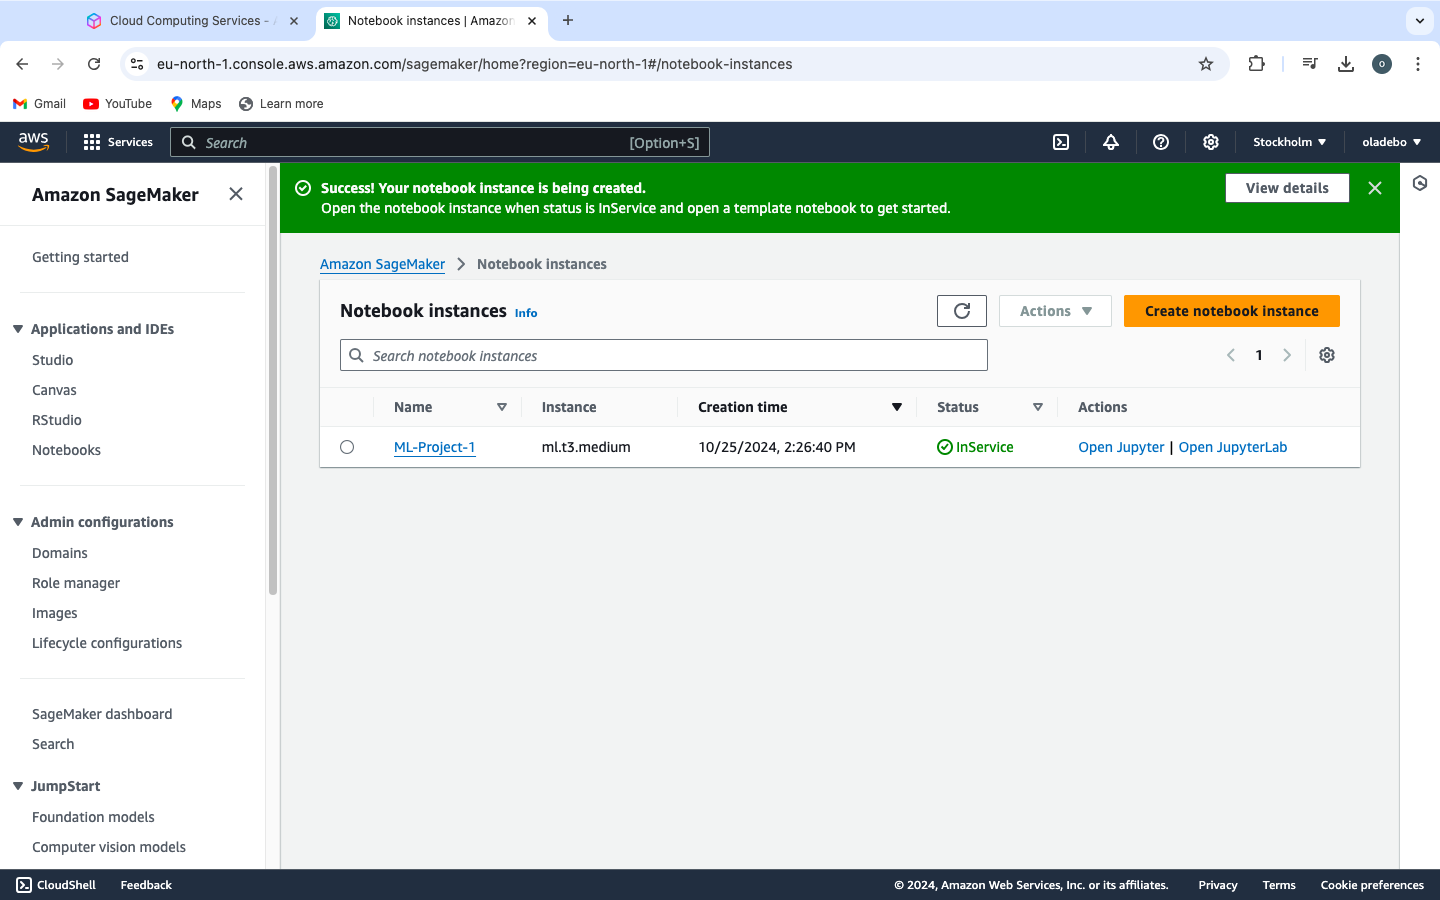 Cloud Computing Services - A
Notebook instances | Amazon
eu-north-1.console.aws.amazon.com/sagemaker/home?region=eu-north-1#/notebook-instances
O
Gmail
YouTube
Maps
Learn more
aws
Services
Search
[Option+S]
Stockholm
oladebo
Amazon SageMaker
Getting started
Applications and IDEs
Studio
Canvas
RStudio
Notebooks
Admin configurations
Domains
Role manager
Images
Lifecycle configurations
SageMaker dashboard
Search
JumpStart
Foundation models
Computer vision models
Success! Your notebook instance is being created.
Open the notebook instance when status is InService and open a template notebook to get started.
View details
Amazon SageMaker > Notebook instances
Notebook instances Info
Actions
Create notebook instance
Search notebook instances
1
Name Instance Creation time Status Actions
ML-Project-1 ml.t3.medium 10/25/2024, 2:26:40 PM InService Open Jupyter | Open JupyterLab
CloudShell
Feedback
© 2024, Amazon Web Services, Inc. or its affiliates.
Privacy
Terms
Cookie preferences